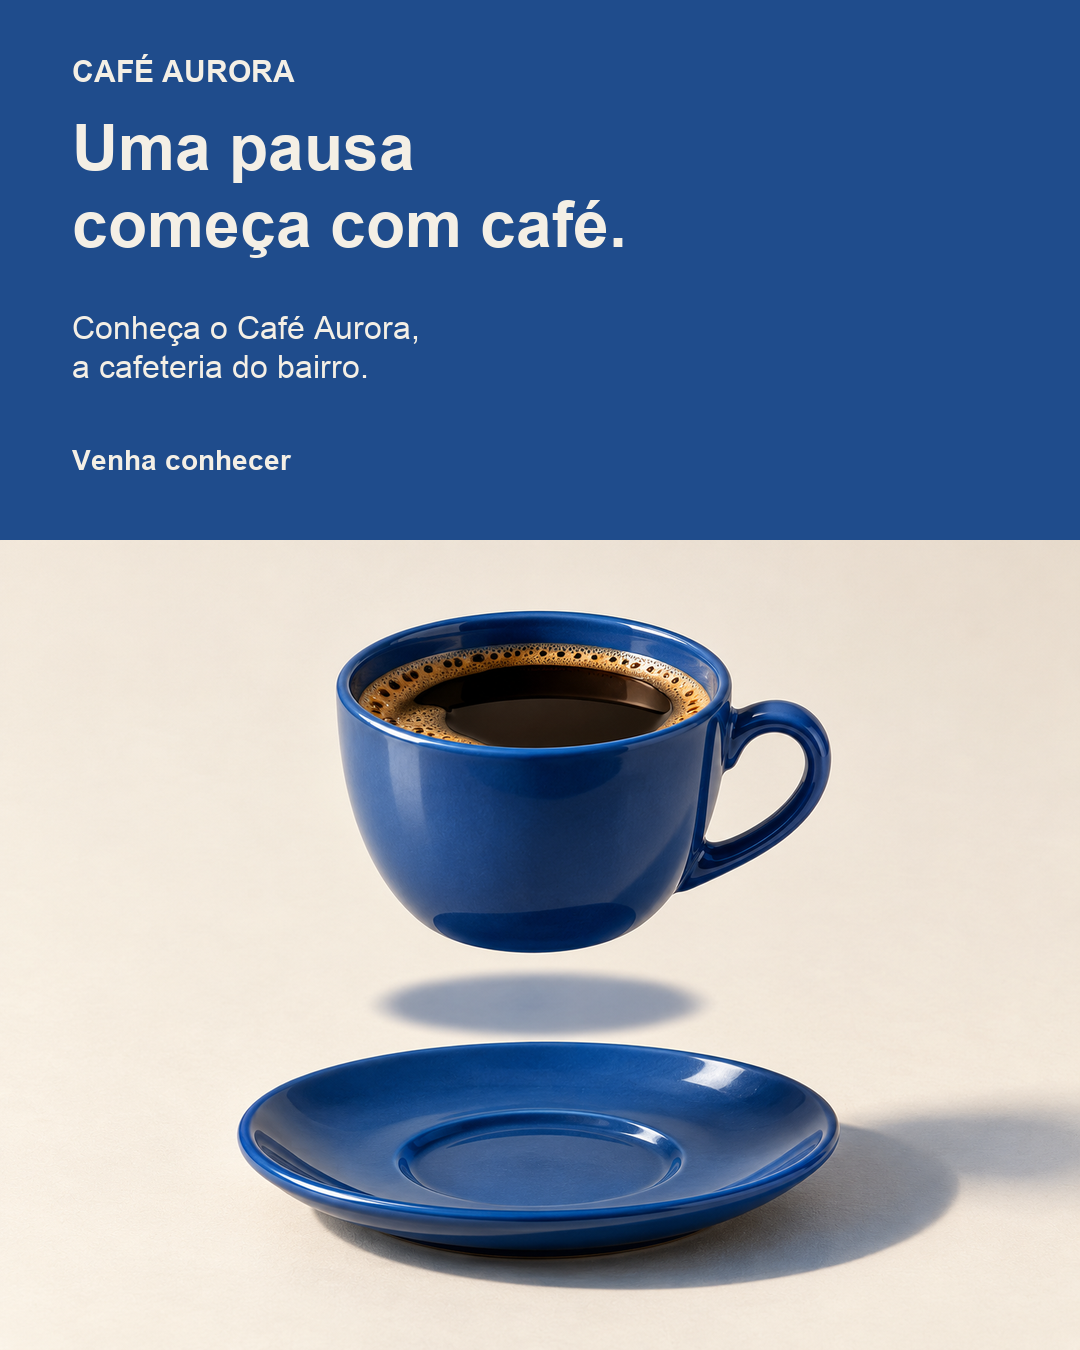 CAFÉ AURORA
Uma pausa
começa com café.
Conheça o Café Aurora,
a cafeteria do bairro.
Venha conhecer